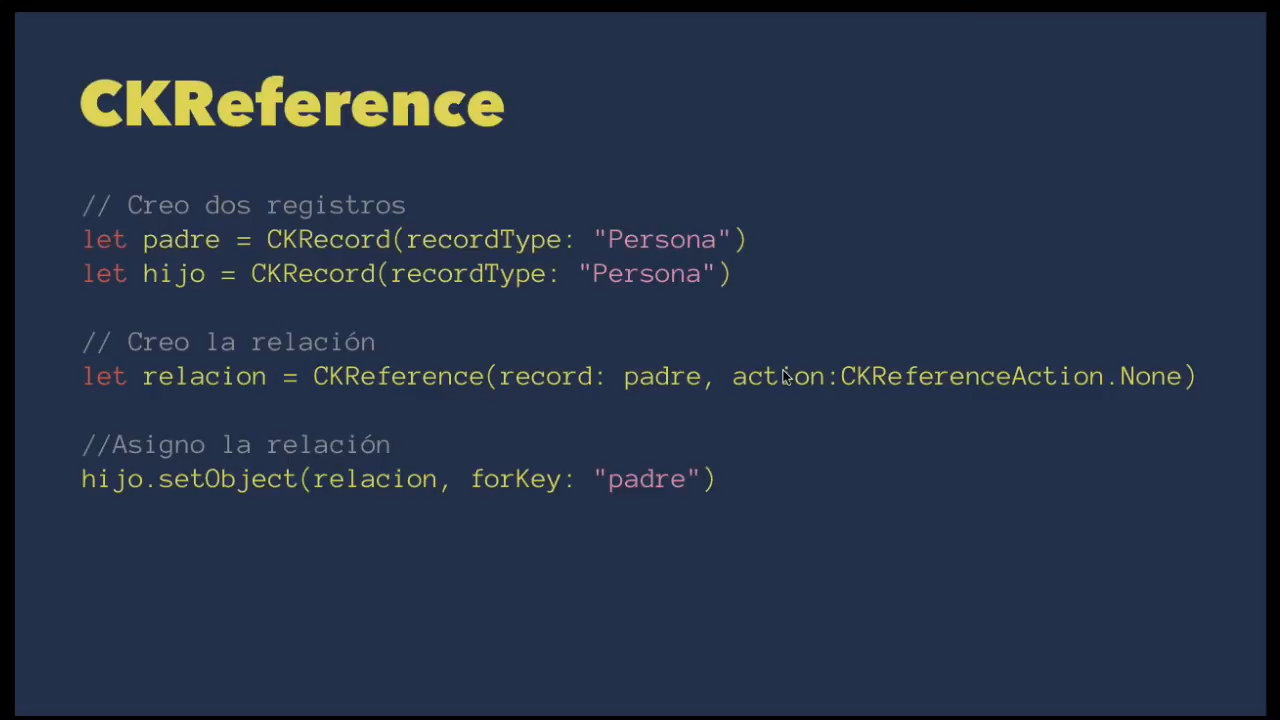 CKReference
// Creo dos registros
let padre = CKRecord(recordType: "Persona")
let hijo = CKRecord(recordType: "Persona")
// Creo la relación
let relacion = CKReference(record: padre, action:CKReferenceAction.None)
//Asigno la relación
hijo.setObject(relacion, forKey: "padre")